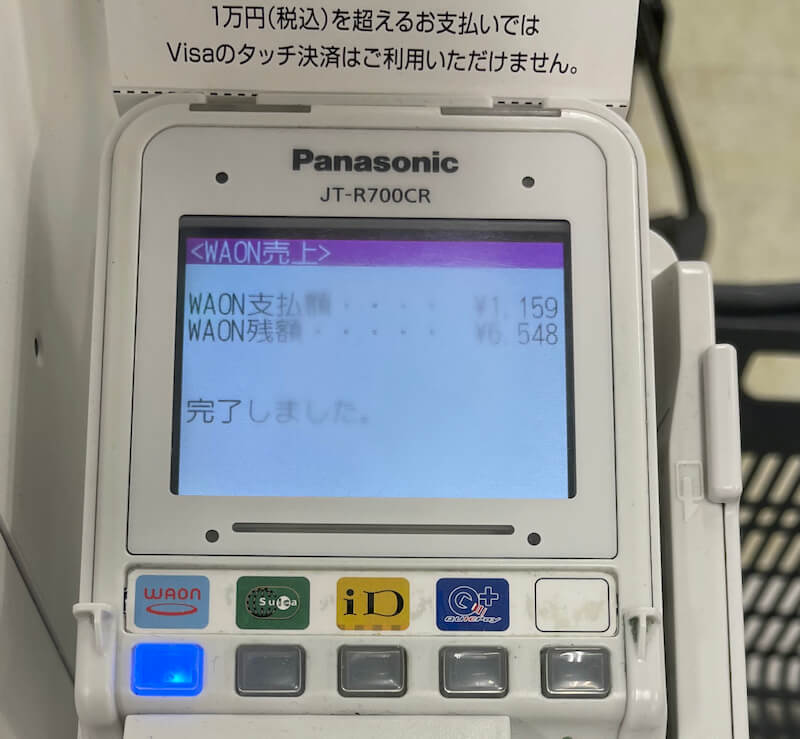 1万円(税込)を超えるお支払いでは
Visaのタッチ決済はご利用いただけません。
Panasonic
JT-R700CR
<WAON売上>
WAON支払額・・・・ ¥1,159
WAON残額・・・・・ ¥6,548
完了しました。
WAON
Suica
iD
QUICPay